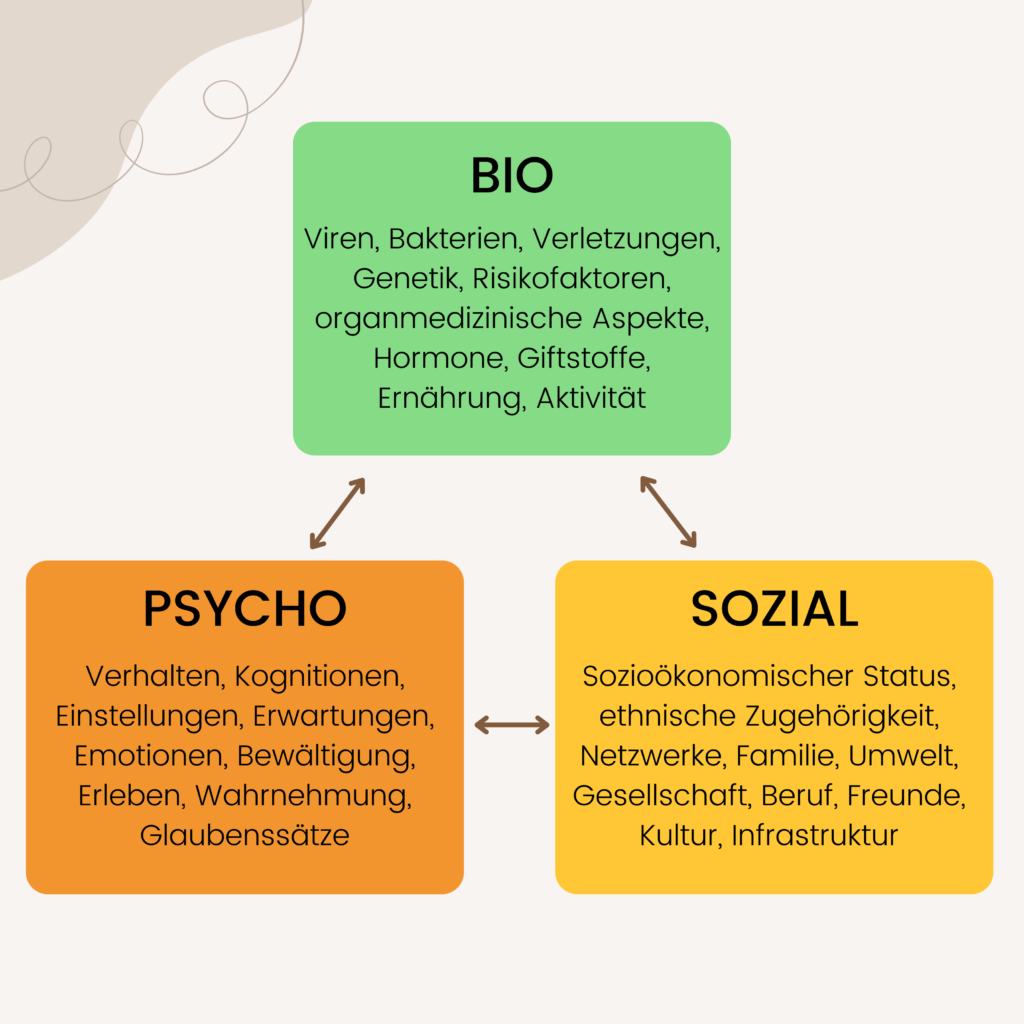 BIO
Viren, Bakterien, Verletzungen,
Genetik, Risikofaktoren,
organmedizinische Aspekte,
Hormone, Giftstoffe,
Ernährung, Aktivität
PSYCHO
Verhalten, Kognitionen,
Einstellungen, Erwartungen,
Emotionen, Bewältigung,
Erleben, Wahrnehmung,
Glaubenssätze
SOZIAL
Sozioökonomischer Status,
ethnische Zugehörigkeit,
Netzwerke, Familie, Umwelt,
Gesellschaft, Beruf, Freunde,
Kultur, Infrastruktur